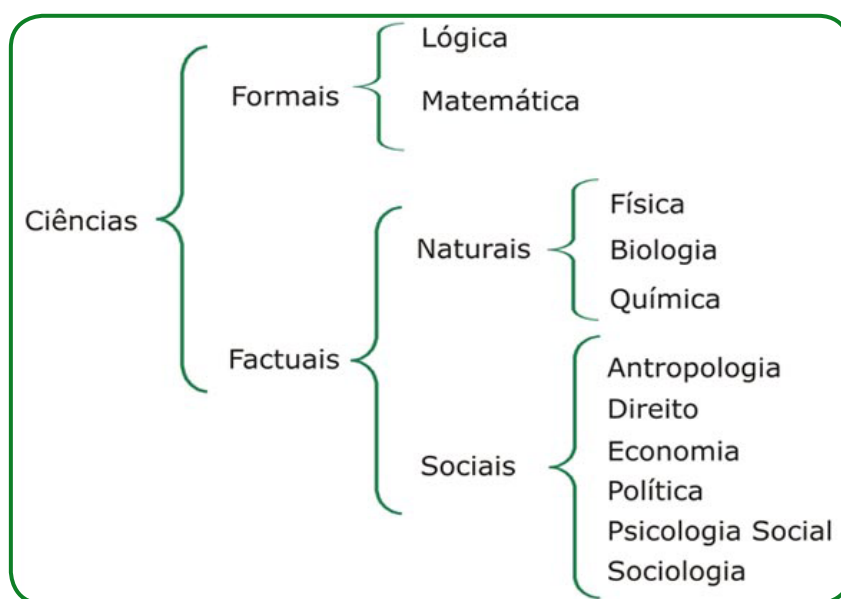 Ciências
Formais
Lógica
Matemática
Factuais
Naturais
Física
Biologia
Química
Sociais
Antropologia
Direito
Economia
Política
Psicologia Social
Sociologia